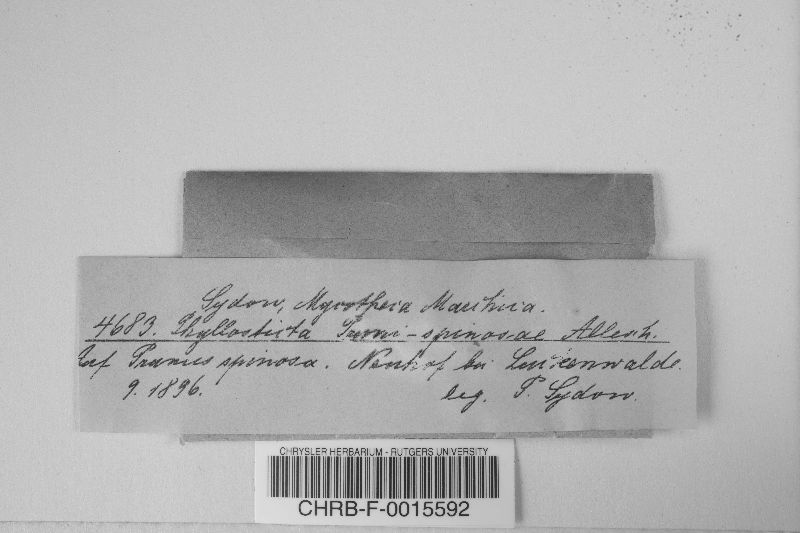 Sydow, Mycotheca Marchica.
4683. Phyllosticta Pruni-spinosae Allesch.
Auf Prunus spinosa. Neuhof bei Luckenwalde.
9. 1896. leg. P. Sydow.
CHRYSLER HERBARIUM - RUTGERS UNIVERSITY
CHRB-F-0015592